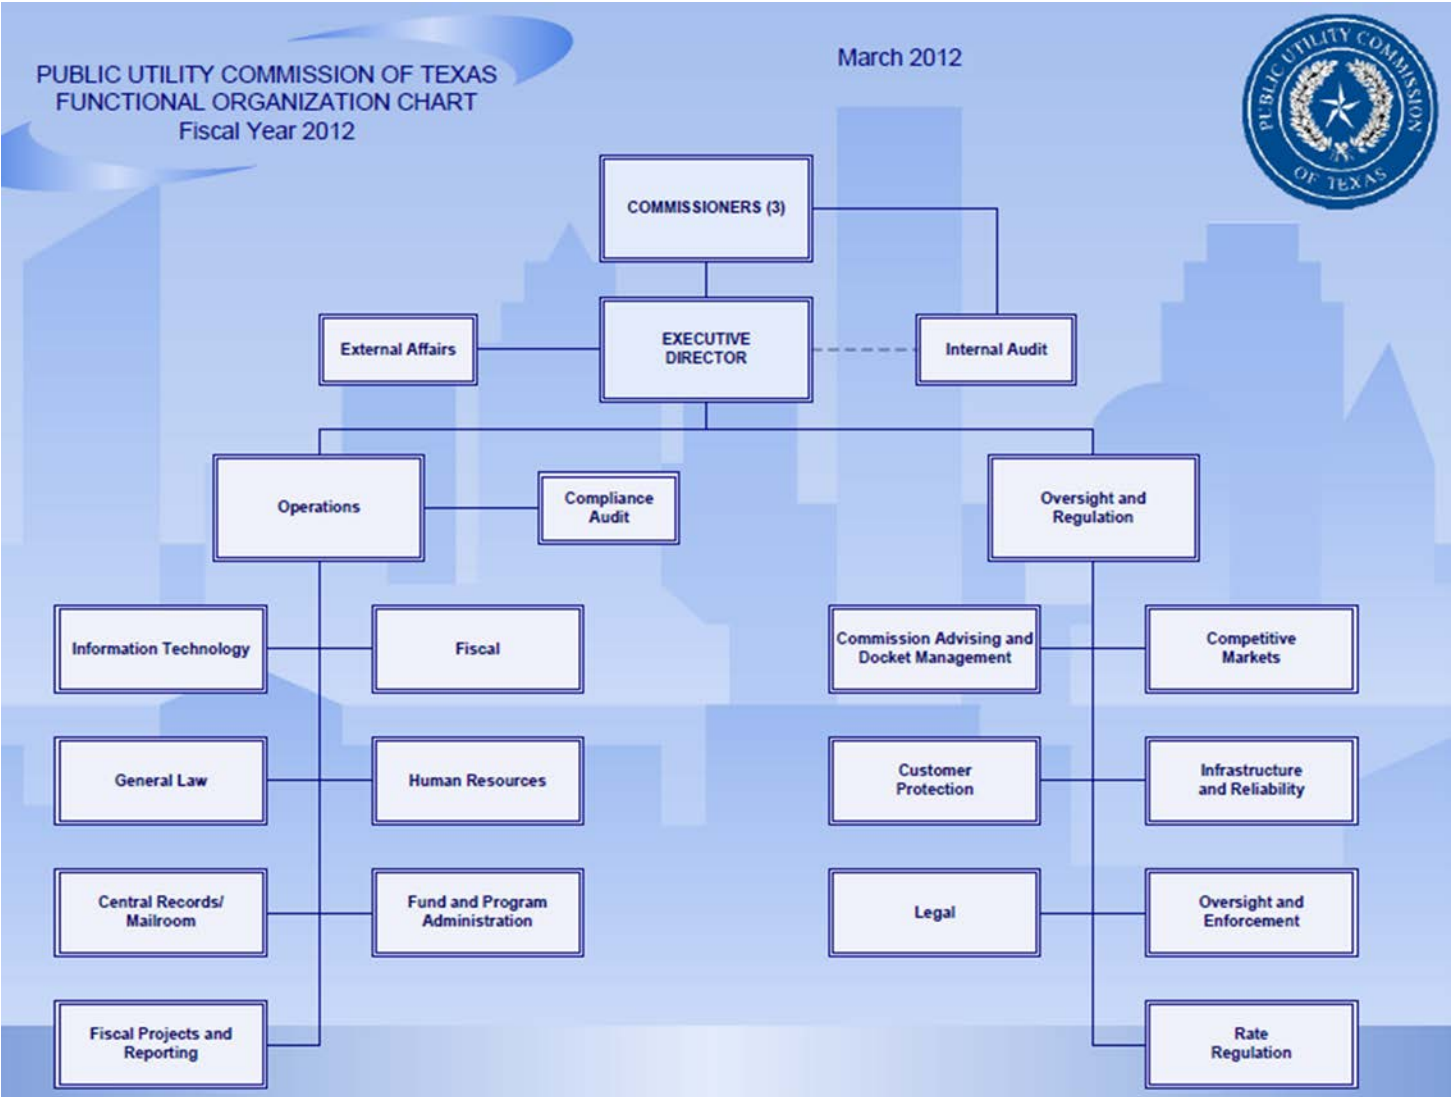 PUBLIC UTILITY COMMISSION OF TEXAS
FUNCTIONAL ORGANIZATION CHART
Fiscal Year 2012
March 2012
PUBLIC UTILITY COMMISSION
OF TEXAS
COMMISSIONERS (3)
External Affairs
EXECUTIVE
DIRECTOR
Internal Audit
Operations
Compliance
Audit
Oversight and
Regulation
Information Technology
Fiscal
Commission Advising and
Docket Management
Competitive
Markets
General Law
Human Resources
Customer
Protection
Infrastructure
and Reliability
Central Records/
Mailroom
Fund and Program
Administration
Legal
Oversight and
Enforcement
Fiscal Projects and
Reporting
Rate
Regulation